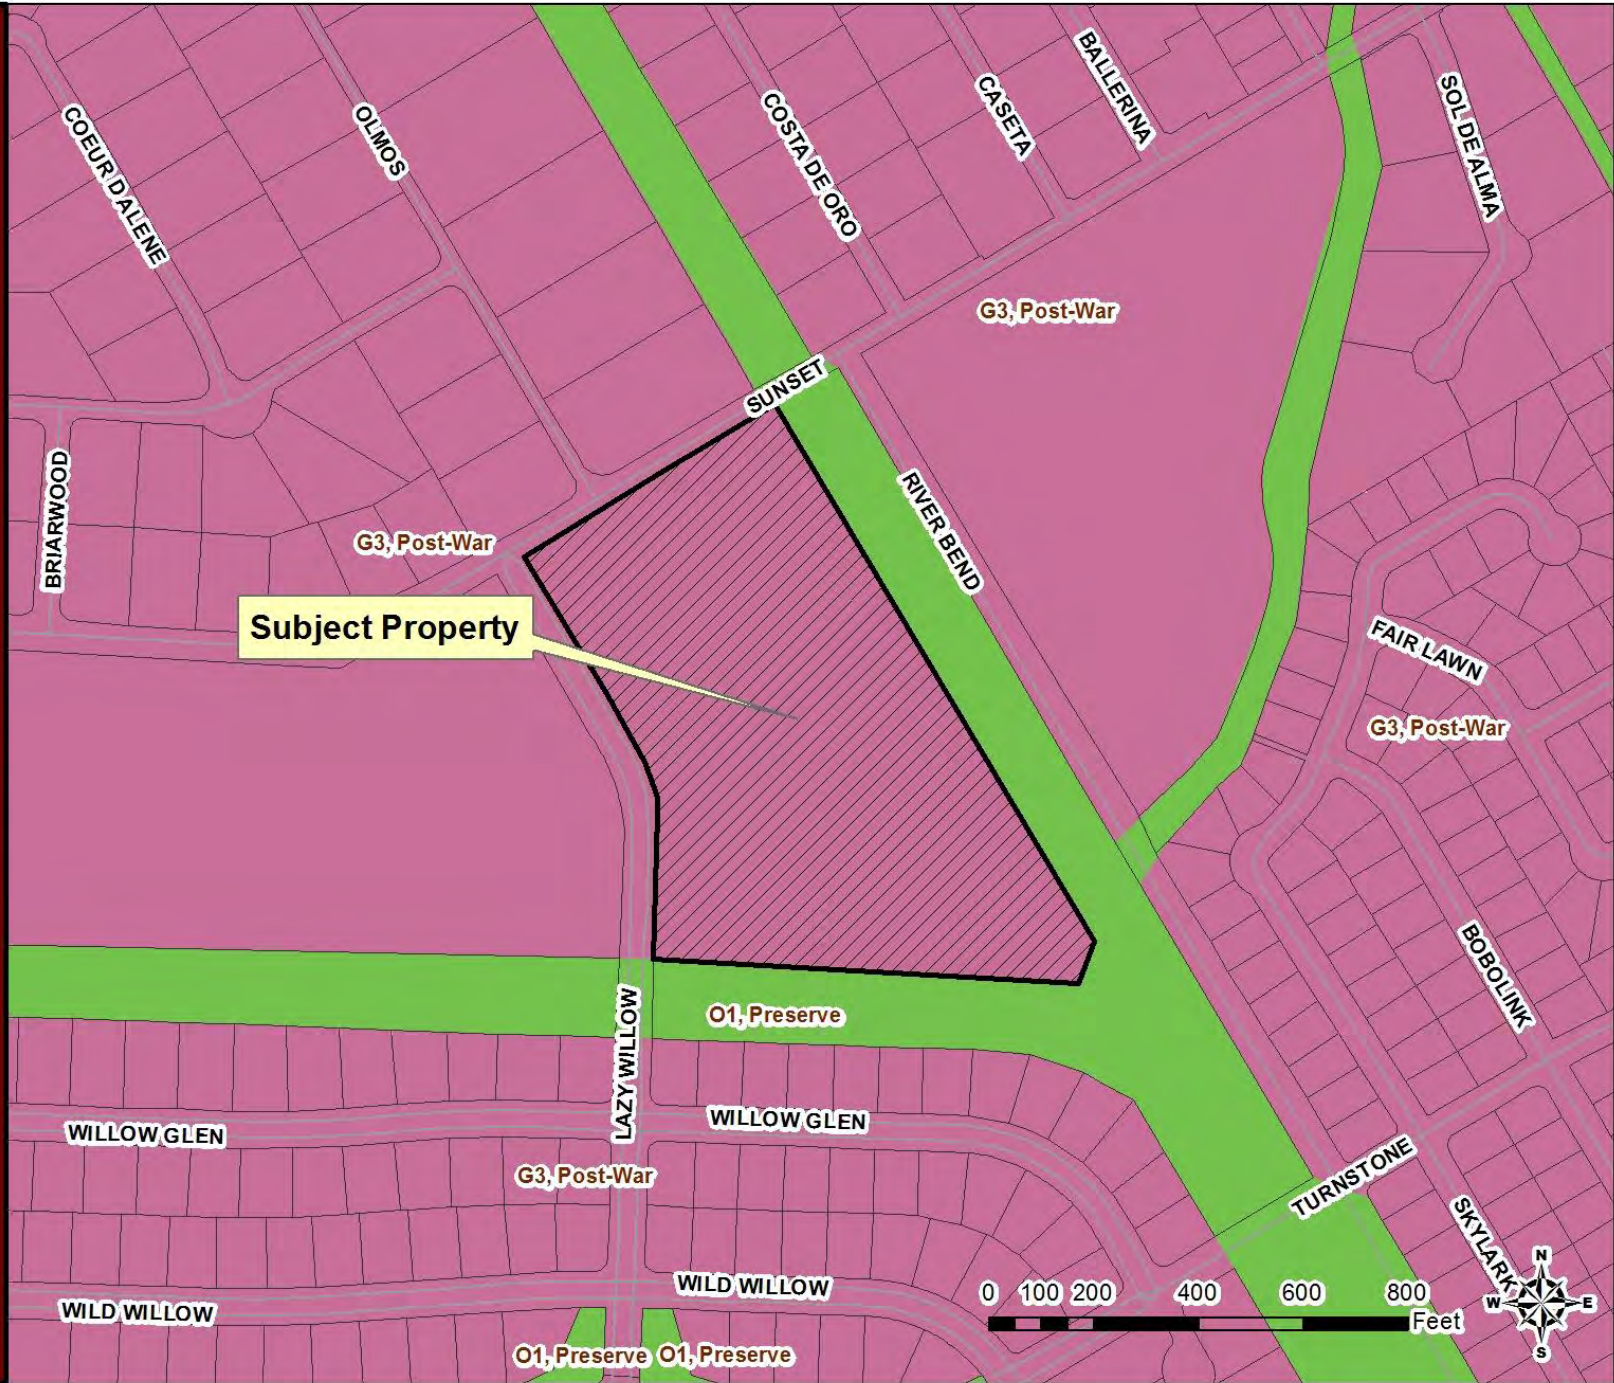 COEUR D ALENE
OLMOS
COSTA DE ORO
CASETA
BALLERINA
SOL DE ALMA
G3, Post-War
SUNSET
BRIARWOOD
G3, Post-War
RIVER BEND
Subject Property
FAIR LAWN
G3, Post-War
BOBOLINK
O1, Preserve
LAZY WILLOW
WILLOW GLEN
WILLOW GLEN
G3, Post-War
TURNSTONE
SKYLARK
WILD WILLOW
WILD WILLOW
0 100 200 400 600 800
Feet
N
W E
S
O1, Preserve O1, Preserve